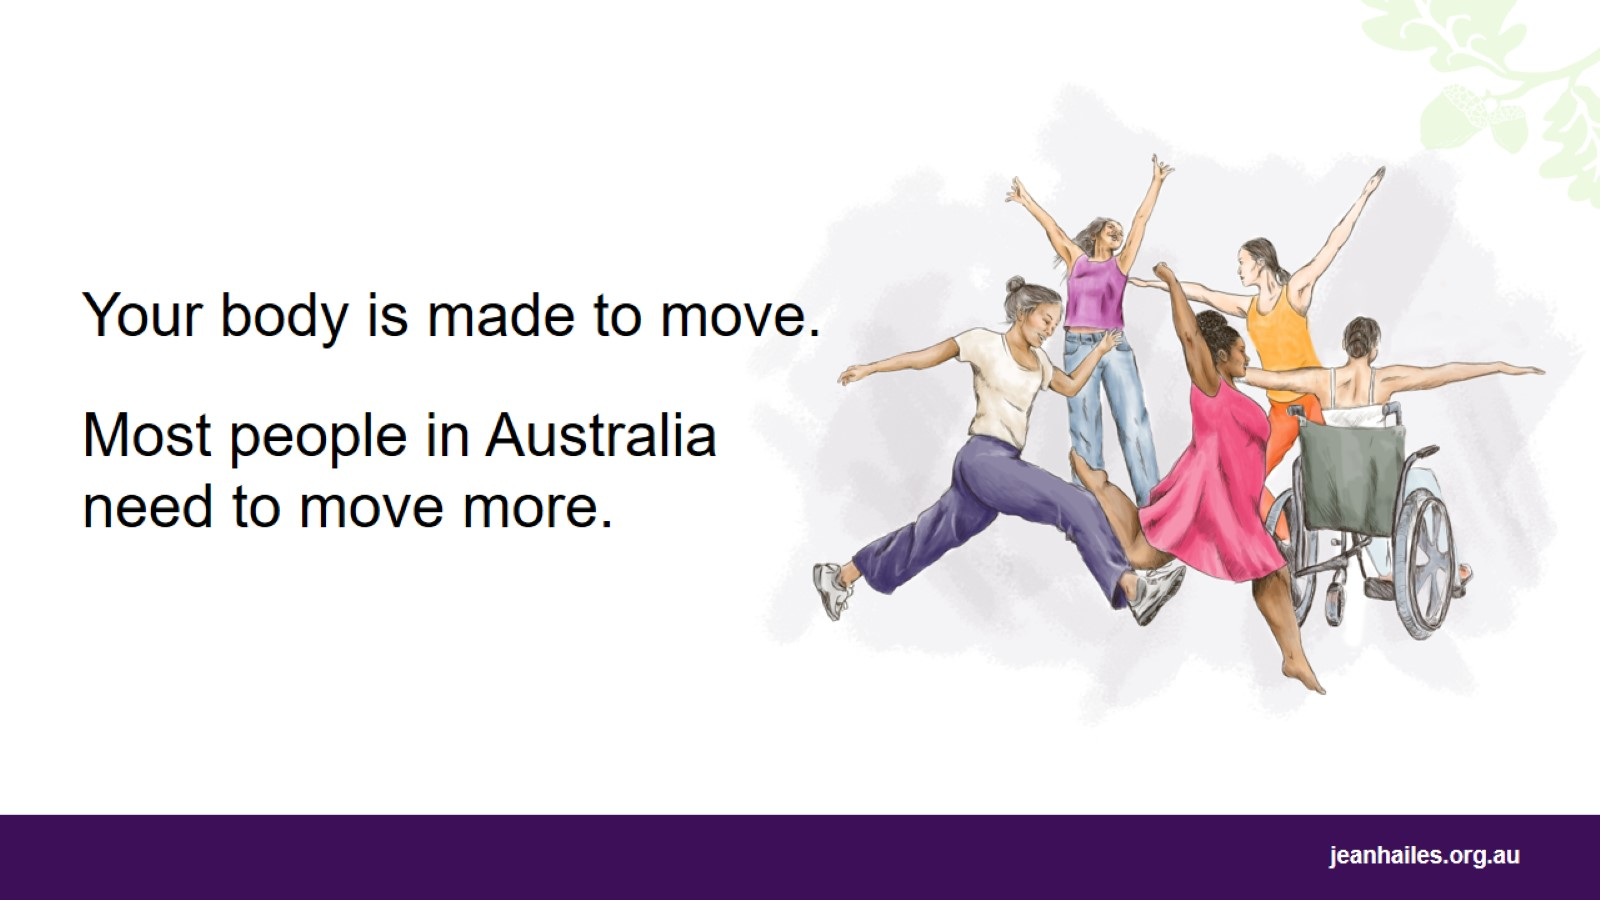 Your body is made to move.
Most people in Australia
need to move more.
jeanhailes.org.au